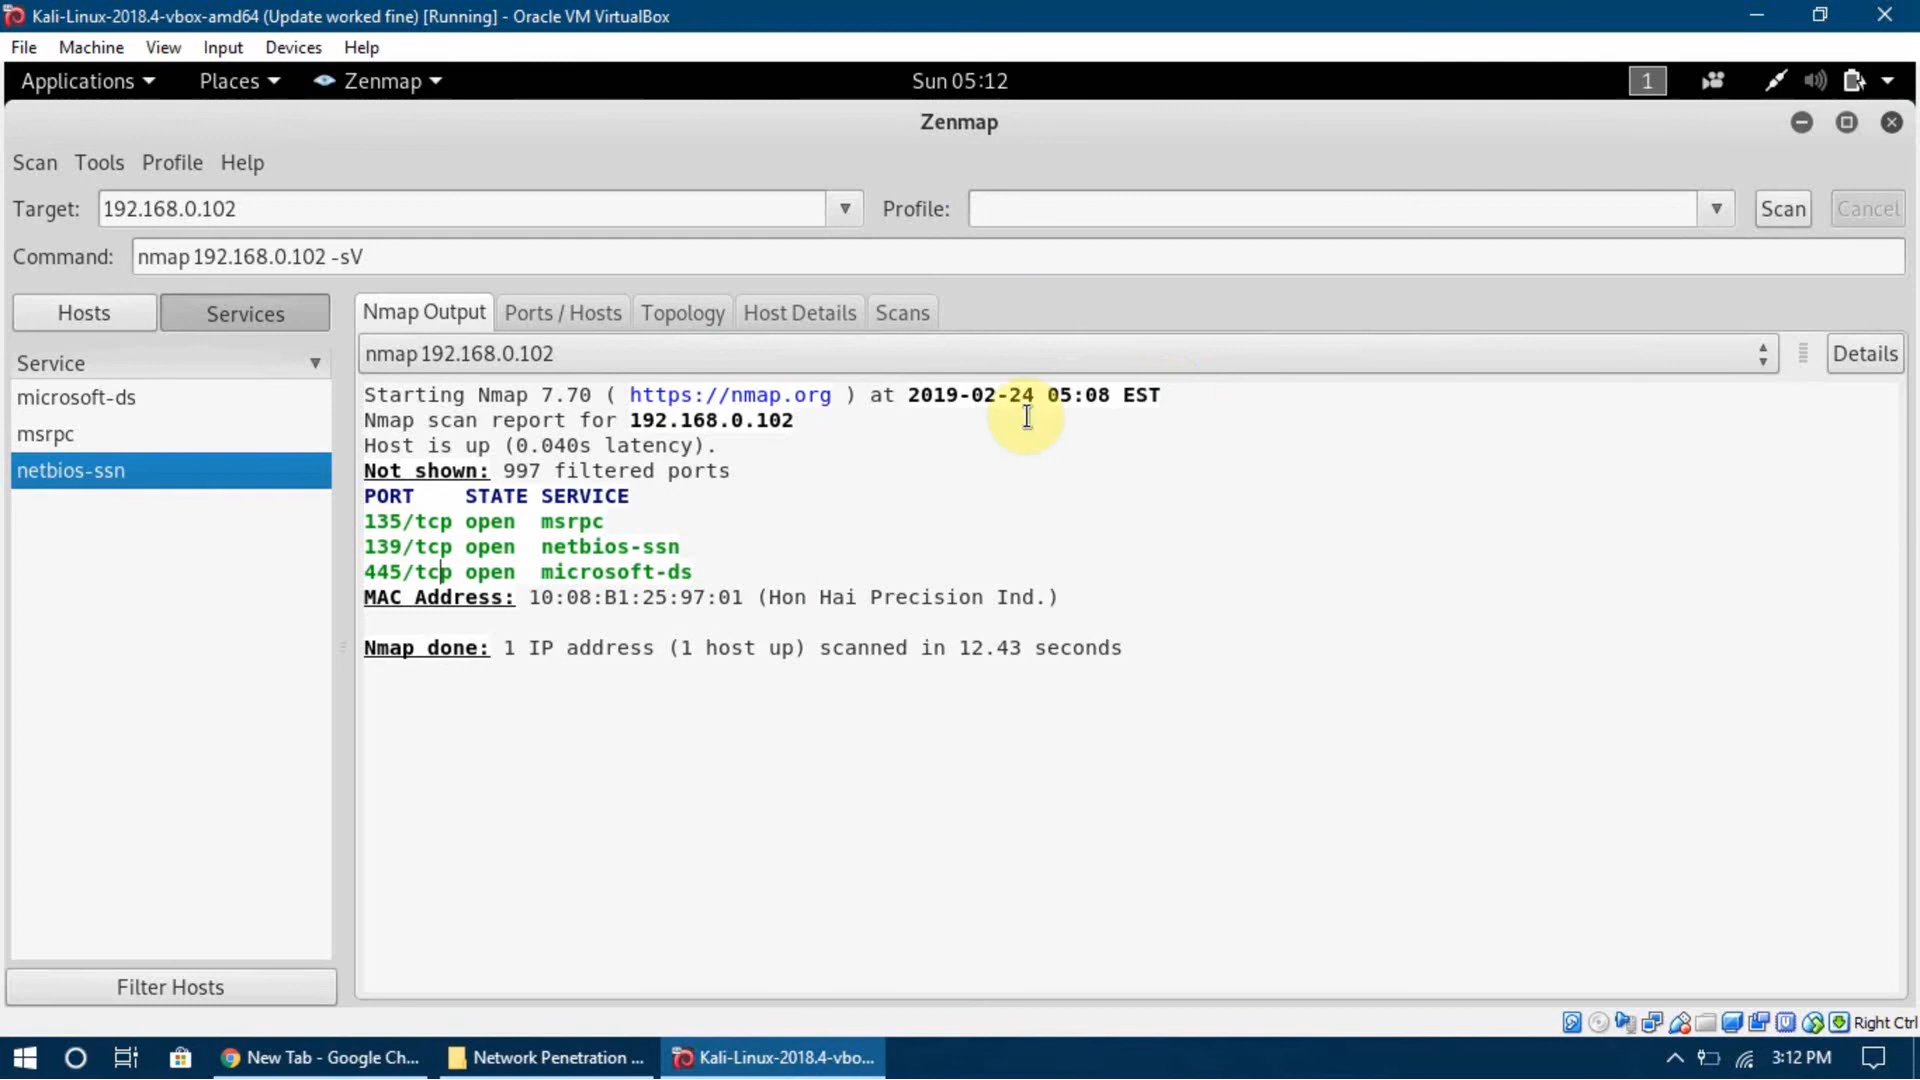 Kali-Linux-2018.4-vbox-amd64 (Update worked fine) [Running] - Oracle VM VirtualBox
File Machine View Input Devices Help
Applications Places Zenmap Sun 05:12 1
Zenmap
Scan Tools Profile Help
Target: 192.168.0.102 Profile: Scan Cancel
Command: nmap 192.168.0.102 -sV
Hosts Services Nmap Output Ports / Hosts Topology Host Details Scans
nmap 192.168.0.102 Details
Service
microsoft-ds
msrpc
netbios-ssn
Starting Nmap 7.70 ( https://nmap.org ) at 2019-02-24 05:08 EST
Nmap scan report for 192.168.0.102
Host is up (0.040s latency).
Not shown: 997 filtered ports
PORT STATE SERVICE
135/tcp open msrpc
139/tcp open netbios-ssn
445/tcp open microsoft-ds
MAC Address: 10:08:B1:25:97:01 (Hon Hai Precision Ind.)
Nmap done: 1 IP address (1 host up) scanned in 12.43 seconds
Filter Hosts
Right Ctrl
New Tab - Google Ch... Network Penetration ... Kali-Linux-2018.4-vbo... 3:12 PM